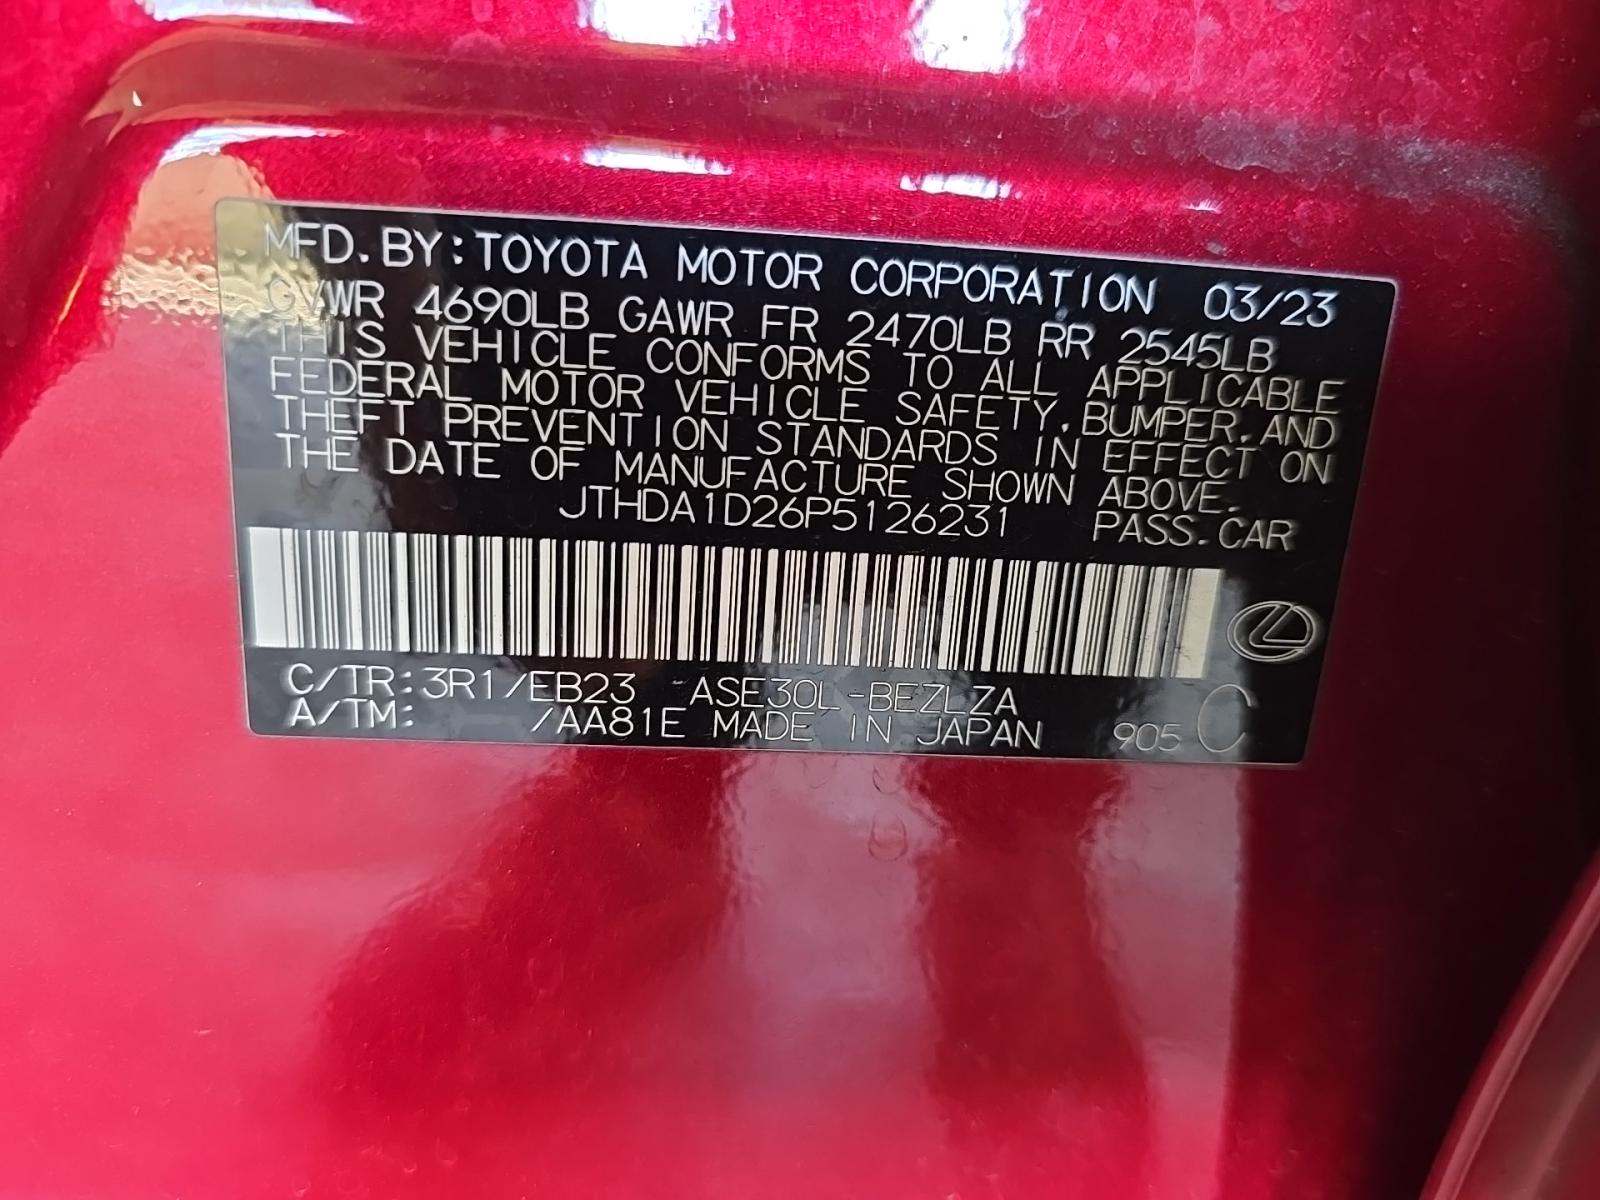 MFD. BY: TOYOTA MOTOR CORPORATION 03/23
GVWR 4690LB GAWR FR 2470LB RR 2545LB
THIS VEHICLE CONFORMS TO ALL APPLICABLE
FEDERAL MOTOR VEHICLE SAFETY, BUMPER, AND
THEFT PREVENTION STANDARDS IN EFFECT ON
THE DATE OF MANUFACTURE SHOWN ABOVE.
JTHDA1D26P5126231 PASS. CAR
C/TR: 3R1/EB23 ASE30L-BEZLZA
A/TM: /AA81E MADE IN JAPAN 905 C